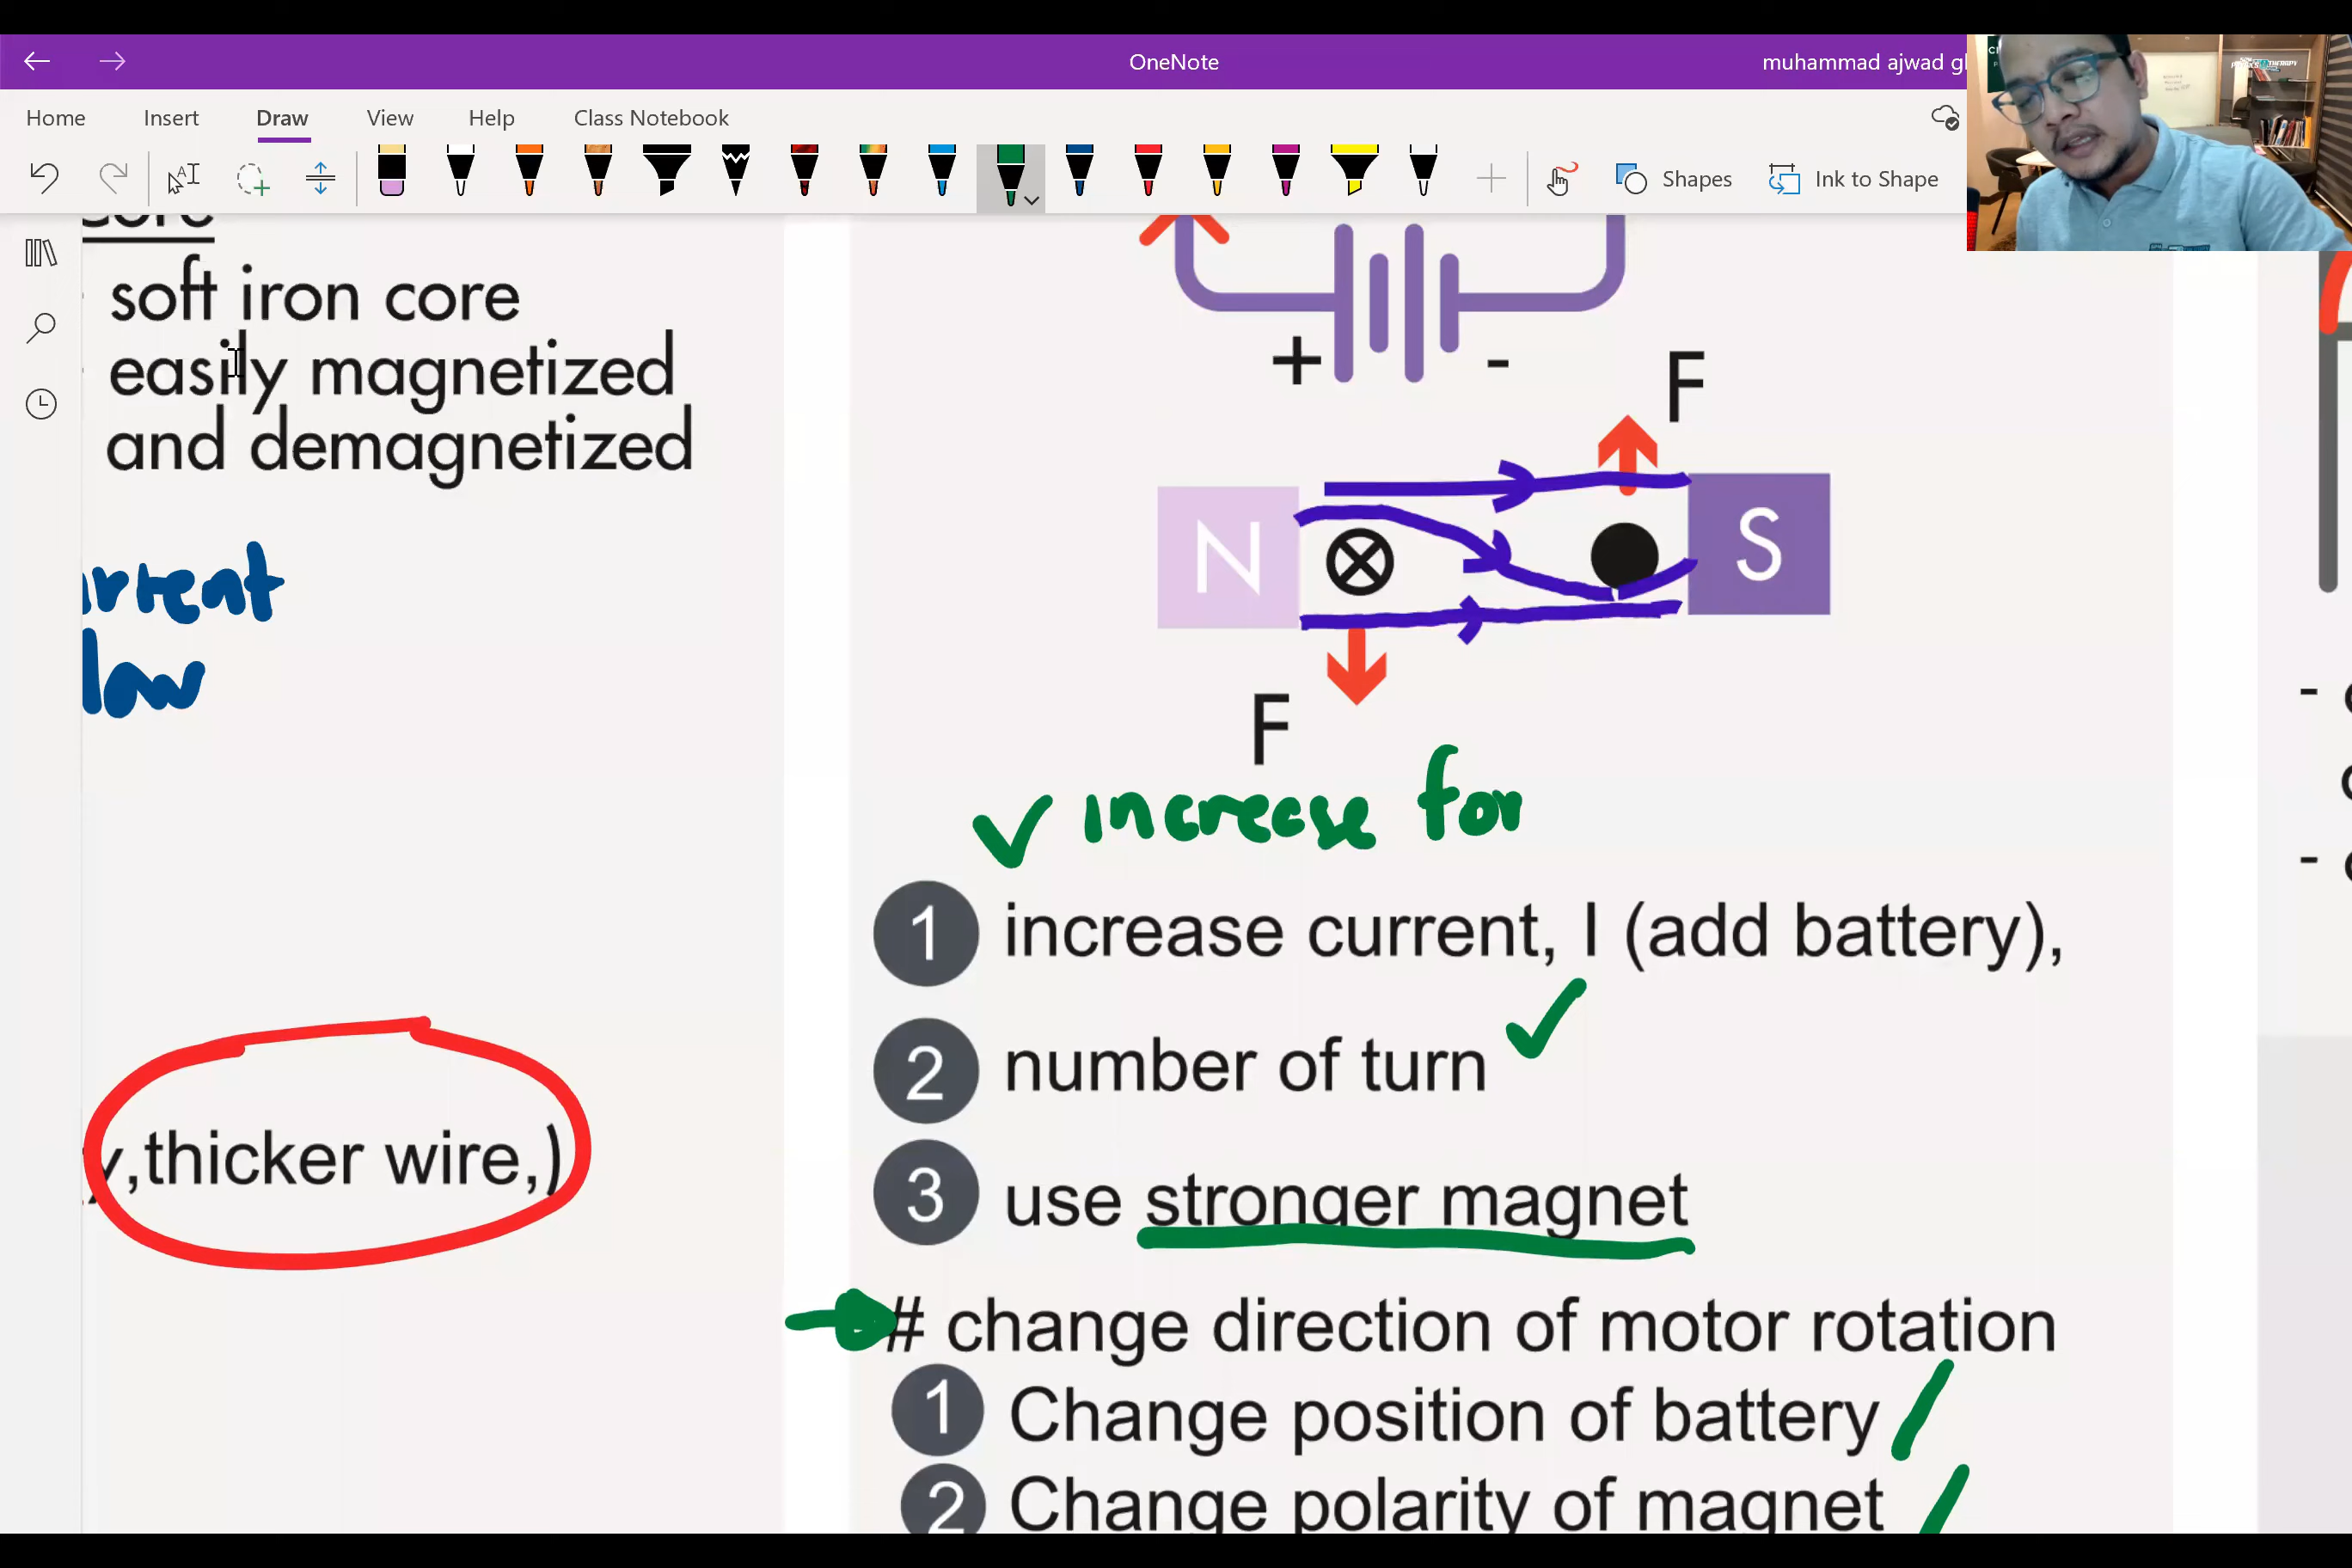 OneNote
muhammad ajwad
Home Insert Draw View Help Class Notebook
Shapes Ink to Shape
core
soft iron core
easily magnetized
and demagnetized
+ -
F
N S
F
increase for
1 increase current, I (add battery),
2 number of turn
3 use stronger magnet
# change direction of motor rotation
1 Change position of battery
2 Change polarity of magnet
y,thicker wire,)